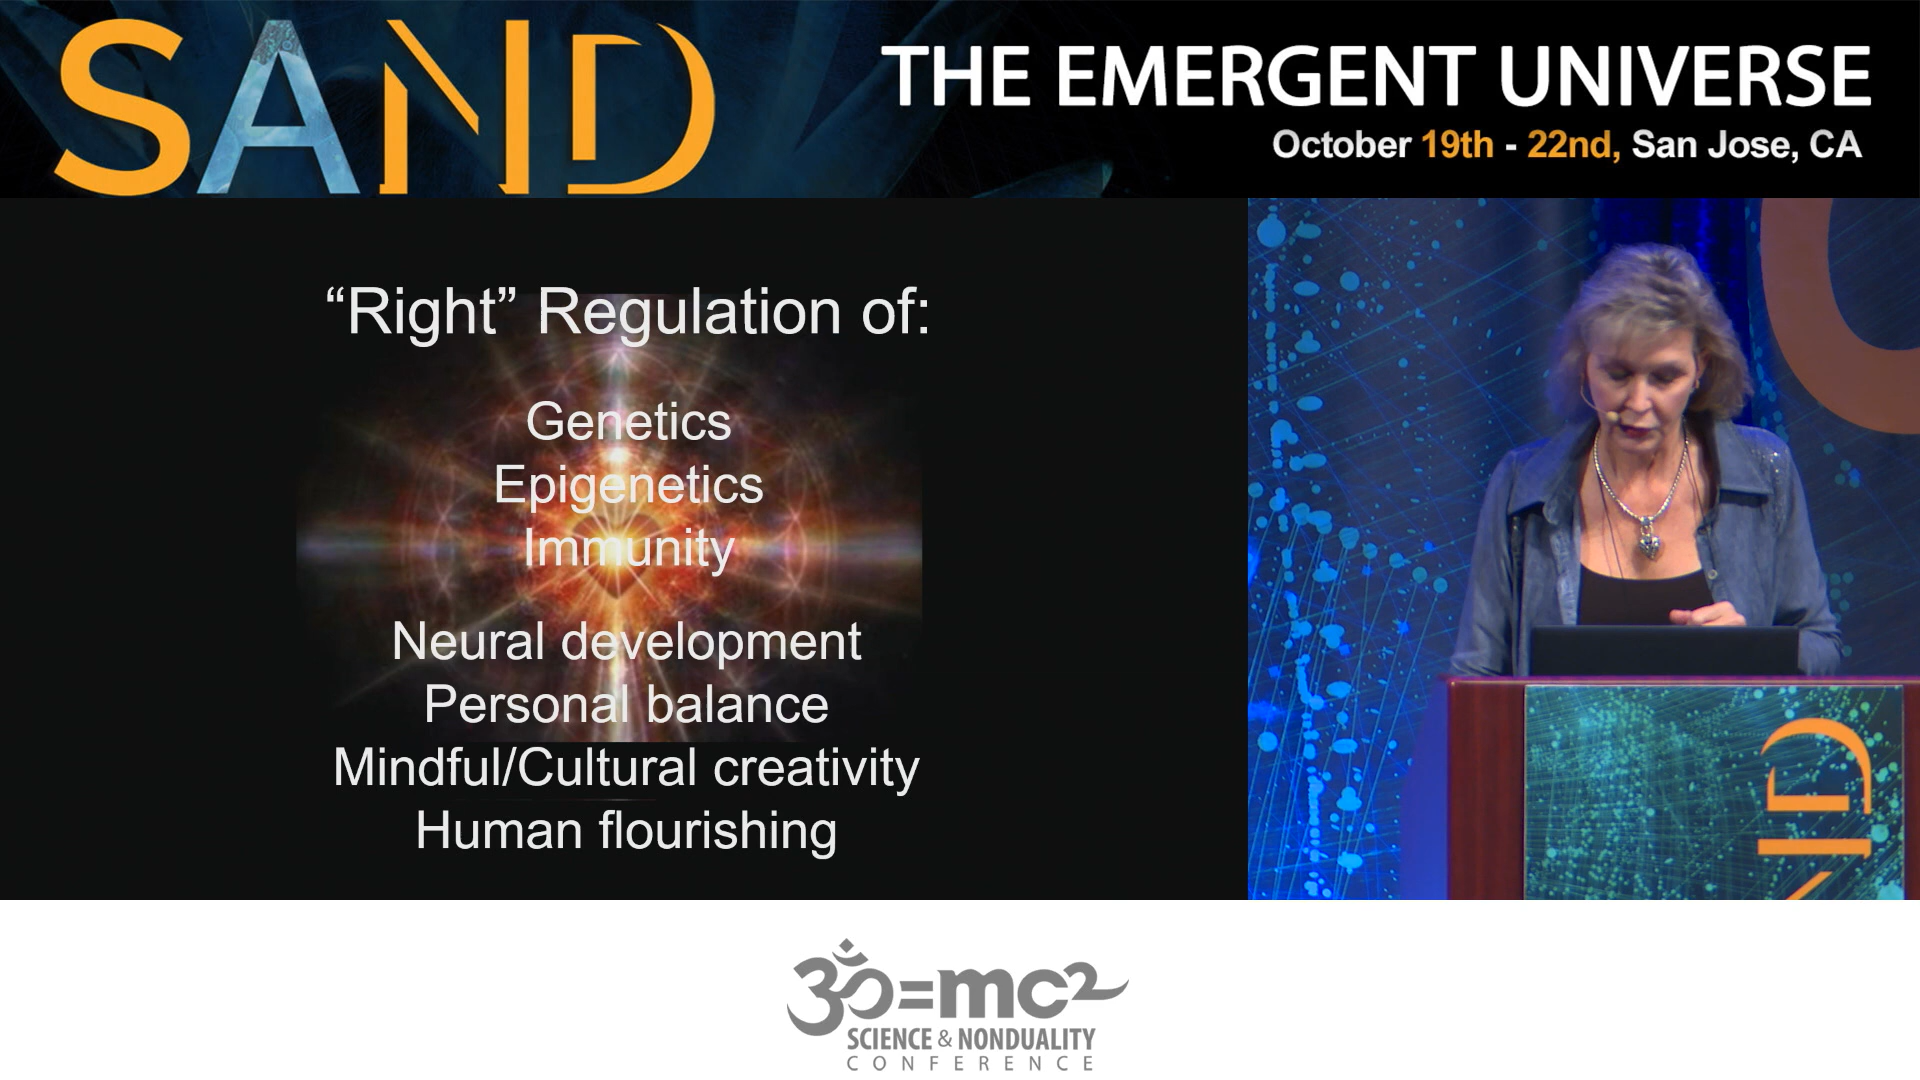 SAND
THE EMERGENT UNIVERSE
October 19th - 22nd, San Jose, CA
“Right” Regulation of:
Genetics
Epigenetics
Immunity
Neural development
Personal balance
Mindful/Cultural creativity
Human flourishing
ND
ॐ=mc2
SCIENCE & NONDUALITY
CONFERENCE